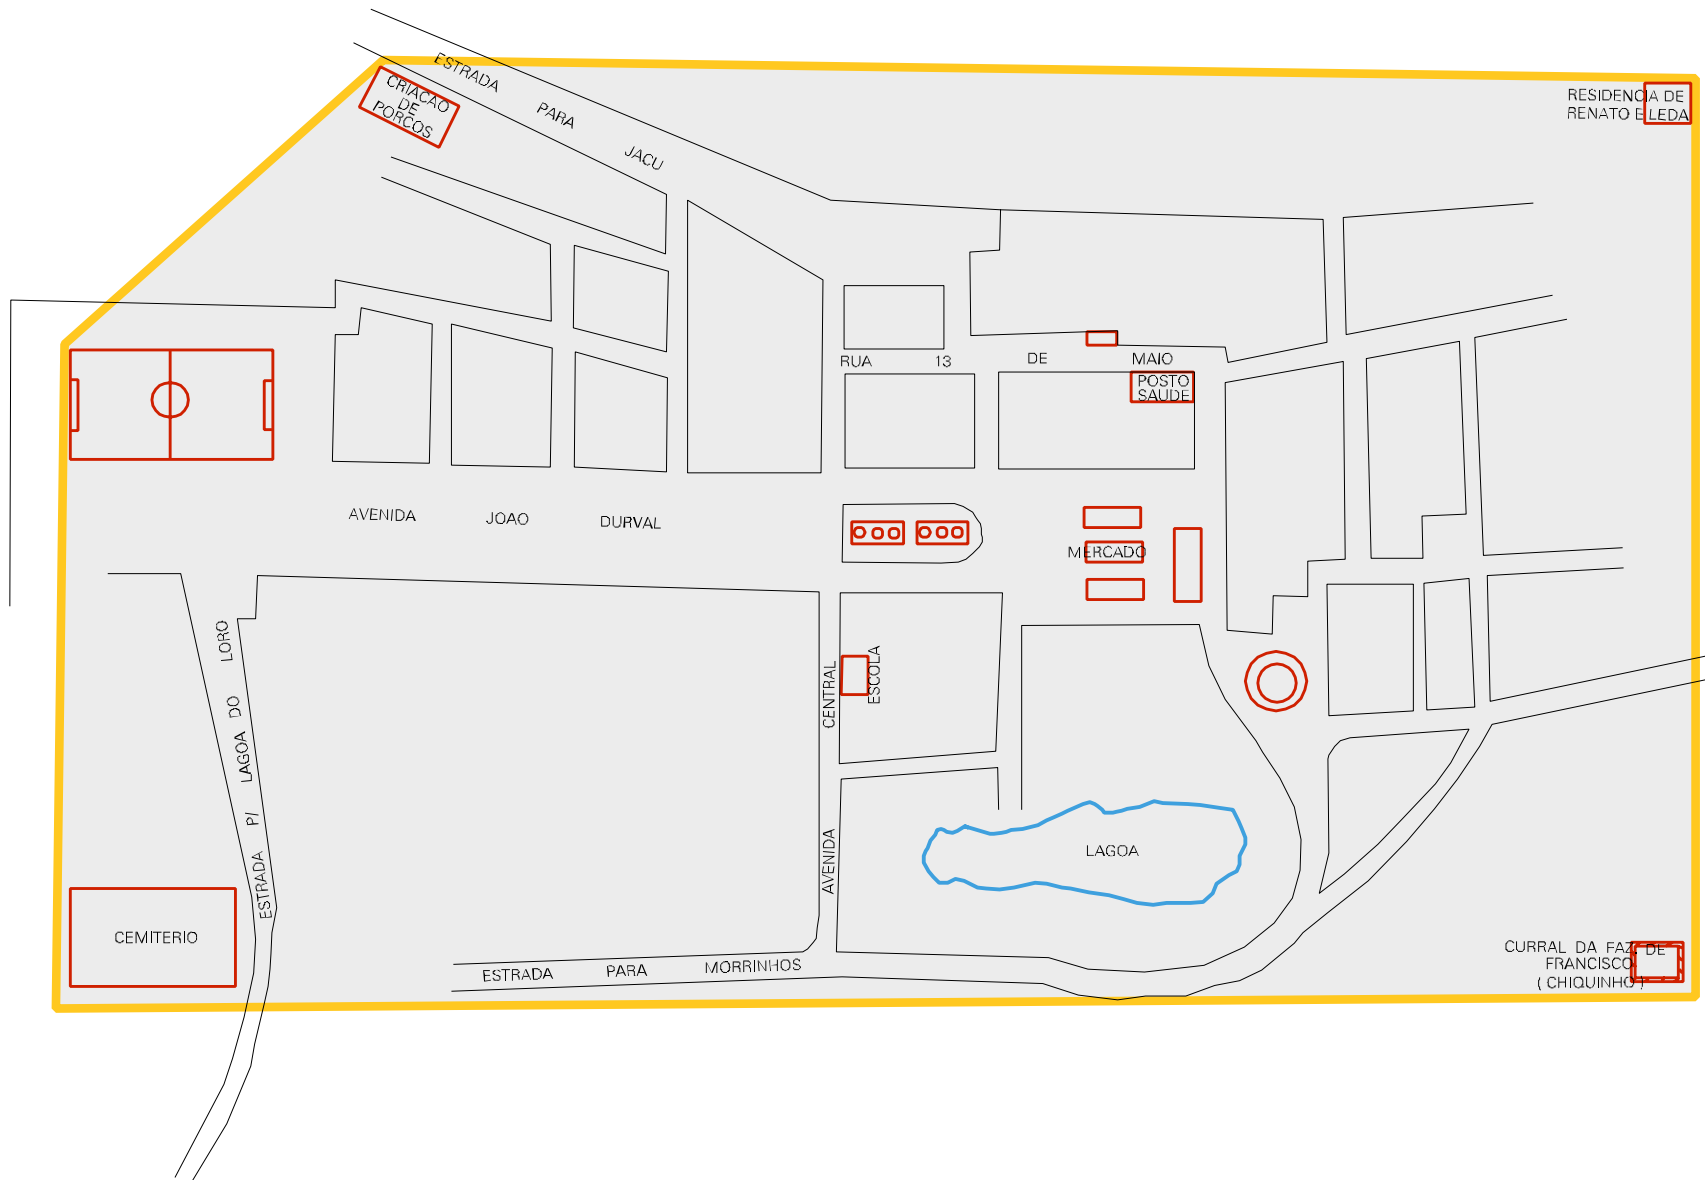 ESTRADA PARA JACU
CRIACAO
DE
PORCOS
RESIDENCIA DE
RENATO E LEDA
RUA 13 DE MAIO
POSTO
SAUDE
AVENIDA JOAO DURVAL
MERCADO
ESTRADA P/ LAGOA DO LORO
AVENIDA CENTRAL
ESCOLA
LAGOA
CEMITERIO
ESTRADA PARA MORRINHOS
CURRAL DA FAZ. DE
FRANCISCO
( CHIQUINHO )